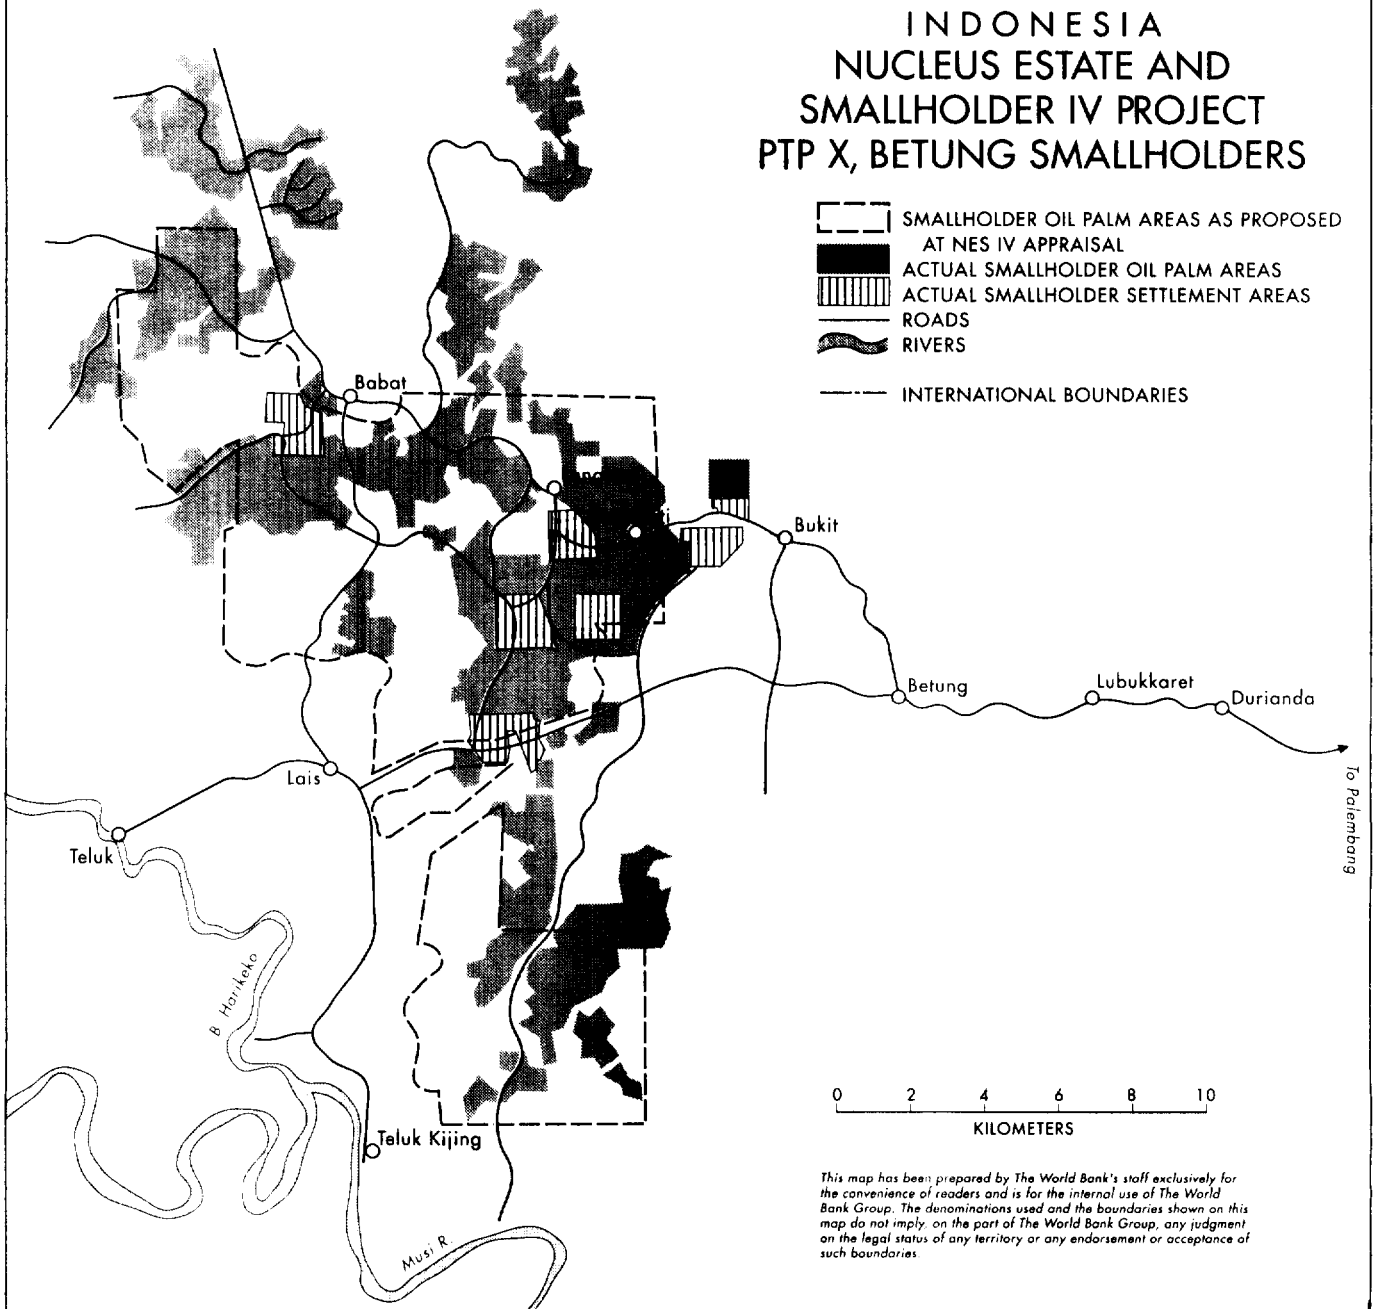 INDONESIA
NUCLEUS ESTATE AND
SMALLHOLDER IV PROJECT
PTP X, BETUNG SMALLHOLDERS
SMALLHOLDER OIL PALM AREAS AS PROPOSED
AT NES IV APPRAISAL
ACTUAL SMALLHOLDER OIL PALM AREAS
ACTUAL SMALLHOLDER SETTLEMENT AREAS
ROADS
RIVERS
INTERNATIONAL BOUNDARIES
Babat
Bukit
Betung
Lubukkaret
Durianda
To Palembang
Lais
Teluk
B Harikeko
Teluk Kijing
Musi R.
0 2 4 6 8 10
KILOMETERS
This map has been prepared by The World Bank's staff exclusively for
the convenience of readers and is for the internal use of The World
Bank Group. The denominations used and the boundaries shown on this
map do not imply, on the part of The World Bank Group, any judgment
on the legal status of any territory or any endorsement or acceptance of
such boundaries.